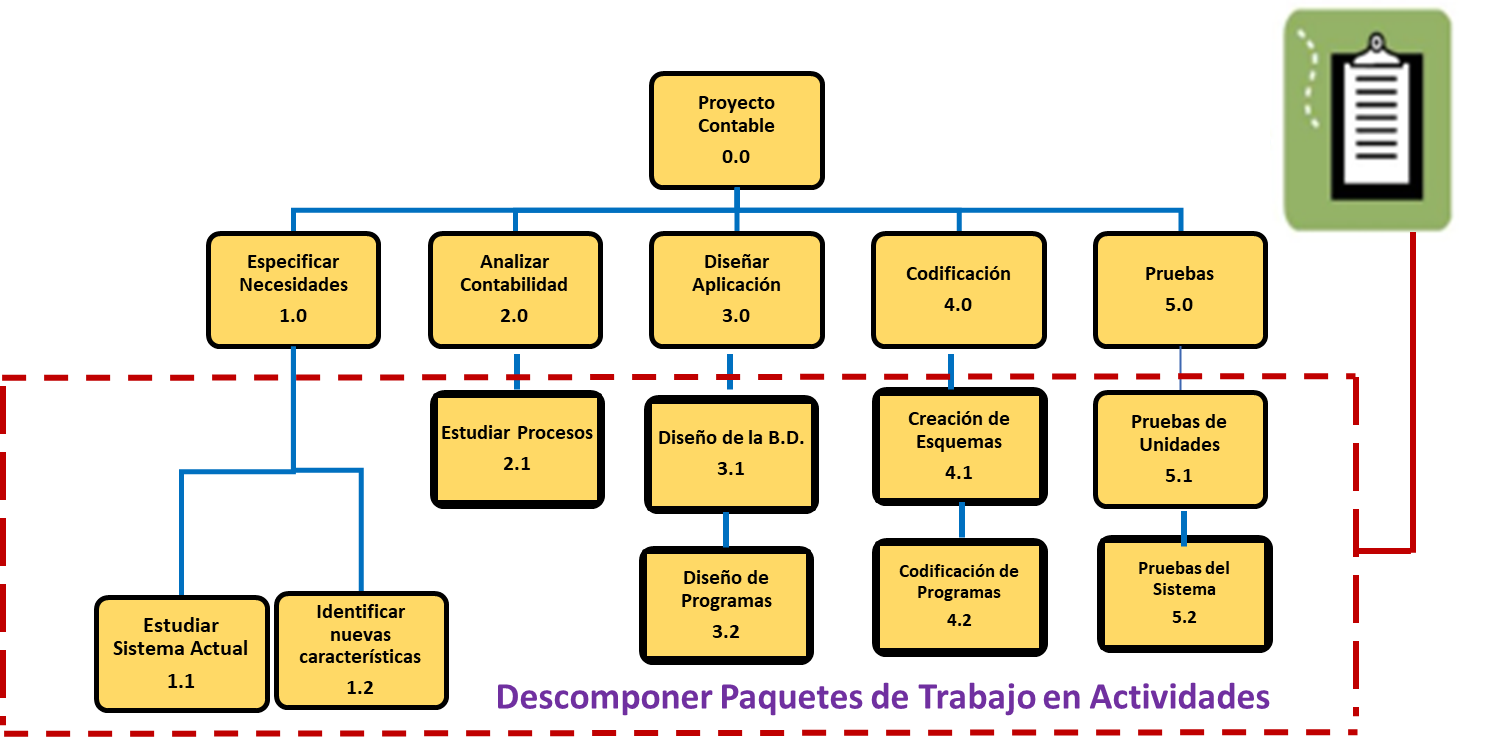 Proyecto
Contable
0.0
Especificar
Necesidades
1.0
Analizar
Contabilidad
2.0
Diseñar
Aplicación
3.0
Codificación
4.0
Pruebas
5.0
Estudiar Procesos
2.1
Diseño de la B.D.
3.1
Creación de
Esquemas
4.1
Pruebas de
Unidades
5.1
Estudiar
Sistema Actual
1.1
Identificar
nuevas
características
1.2
Diseño de
Programas
3.2
Codificación de
Programas
4.2
Pruebas del
Sistema
5.2
Descomponer Paquetes de Trabajo en Actividades